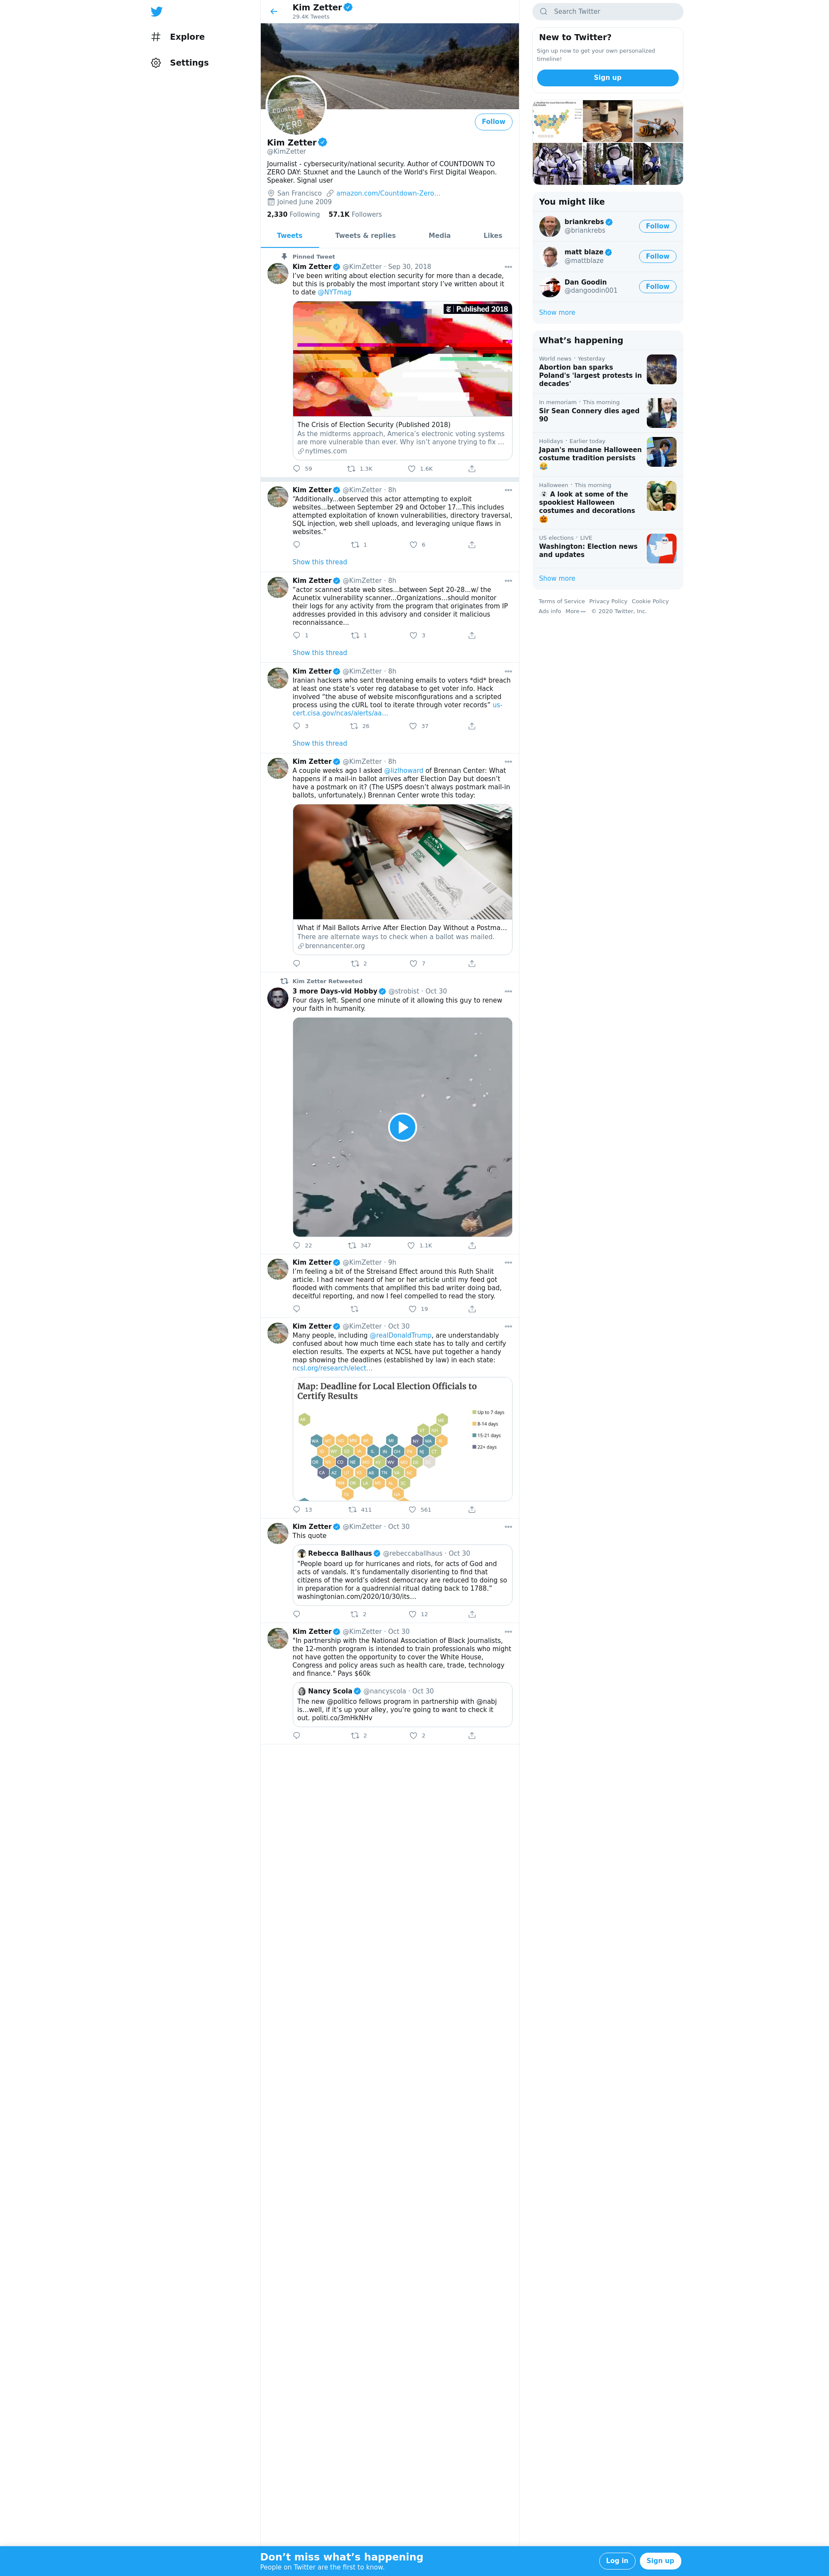 Explore
Settings
Kim Zetter
29.4K Tweets
COUNTDOWN
TO
ZERO
Follow
Kim Zetter
@KimZetter
Journalist - cybersecurity/national security. Author of COUNTDOWN TO
ZERO DAY: Stuxnet and the Launch of the World's First Digital Weapon.
Speaker. Signal user
San Francisco amazon.com/Countdown-Zero…
Joined June 2009
2,330 Following 57.1K Followers
Tweets Tweets & replies Media Likes
Pinned Tweet
Kim Zetter @KimZetter · Sep 30, 2018
I've been writing about election security for more than a decade,
but this is probably the most important story I've written about it
to date @NYTmag
Published 2018
The Crisis of Election Security (Published 2018)
As the midterms approach, America's electronic voting systems
are more vulnerable than ever. Why isn't anyone trying to fix …
nytimes.com
59 1.3K 1.6K
Kim Zetter @KimZetter · 8h
"Additionally...observed this actor attempting to exploit
websites...between September 29 and October 17...This includes
attempted exploitation of known vulnerabilities, directory traversal,
SQL injection, web shell uploads, and leveraging unique flaws in
websites."
1 6
Show this thread
Kim Zetter @KimZetter · 8h
"actor scanned state web sites...between Sept 20-28...w/ the
Acunetix vulnerability scanner...Organizations...should monitor
their logs for any activity from the program that originates from IP
addresses provided in this advisory and consider it malicious
reconnaissance...
1 1 3
Show this thread
Kim Zetter @KimZetter · 8h
Iranian hackers who sent threatening emails to voters *did* breach
at least one state's voter reg database to get voter info. Hack
involved "the abuse of website misconfigurations and a scripted
process using the cURL tool to iterate through voter records" us-
cert.cisa.gov/ncas/alerts/aa…
3 26 37
Show this thread
Kim Zetter @KimZetter · 8h
A couple weeks ago I asked @lizlhoward of Brennan Center: What
happens if a mail-in ballot arrives after Election Day but doesn't
have a postmark on it? (The USPS doesn't always postmark mail-in
ballots, unfortunately.) Brennan Center wrote this today:
What if Mail Ballots Arrive After Election Day Without a Postma…
There are alternate ways to check when a ballot was mailed.
brennancenter.org
2 7
Kim Zetter Retweeted
3 more Days-vid Hobby @strobist · Oct 30
Four days left. Spend one minute of it allowing this guy to renew
your faith in humanity.
22 347 1.1K
Kim Zetter @KimZetter · 9h
I'm feeling a bit of the Streisand Effect around this Ruth Shalit
article. I had never heard of her or her article until my feed got
flooded with comments that amplified this bad writer doing bad,
deceitful reporting, and now I feel compelled to read the story.
19
Kim Zetter @KimZetter · Oct 30
Many people, including @realDonaldTrump, are understandably
confused about how much time each state has to tally and certify
election results. The experts at NCSL have put together a handy
map showing the deadlines (established by law) in each state:
ncsl.org/research/elect…
Map: Deadline for Local Election Officials to
Certify Results
Up to 7 days
8-14 days
15-21 days
22+ days
13 411 561
Kim Zetter @KimZetter · Oct 30
This quote
Rebecca Ballhaus @rebeccaballhaus · Oct 30
"People board up for hurricanes and riots, for acts of God and
acts of vandals. It's fundamentally disorienting to find that
citizens of the world's oldest democracy are reduced to doing so
in preparation for a quadrennial ritual dating back to 1788."
washingtonian.com/2020/10/30/its…
2 12
Kim Zetter @KimZetter · Oct 30
"In partnership with the National Association of Black Journalists,
the 12-month program is intended to train professionals who might
not have gotten the opportunity to cover the White House,
Congress and policy areas such as health care, trade, technology
and finance." Pays $60k
Nancy Scola @nancyscola · Oct 30
The new @politico fellows program in partnership with @nabj
is...well, if it's up your alley, you're going to want to check it
out. politi.co/3mHkNHv
2 2
Search Twitter
New to Twitter?
Sign up now to get your own personalized
timeline!
Sign up
You might like
briankrebs
@briankrebs
Follow
matt blaze
@mattblaze
Follow
Dan Goodin
@dangoodin001
Follow
Show more
What's happening
World news · Yesterday
Abortion ban sparks
Poland's 'largest protests in
decades'
In memoriam · This morning
Sir Sean Connery dies aged
90
Holidays · Earlier today
Japan's mundane Halloween
costume tradition persists
😂
Halloween · This morning
A look at some of the
spookiest Halloween
costumes and decorations
🎃
US elections · LIVE
Washington: Election news
and updates
Show more
Terms of Service Privacy Policy Cookie Policy
Ads info More ··· © 2020 Twitter, Inc.
Don't miss what's happening
People on Twitter are the first to know.
Log in
Sign up